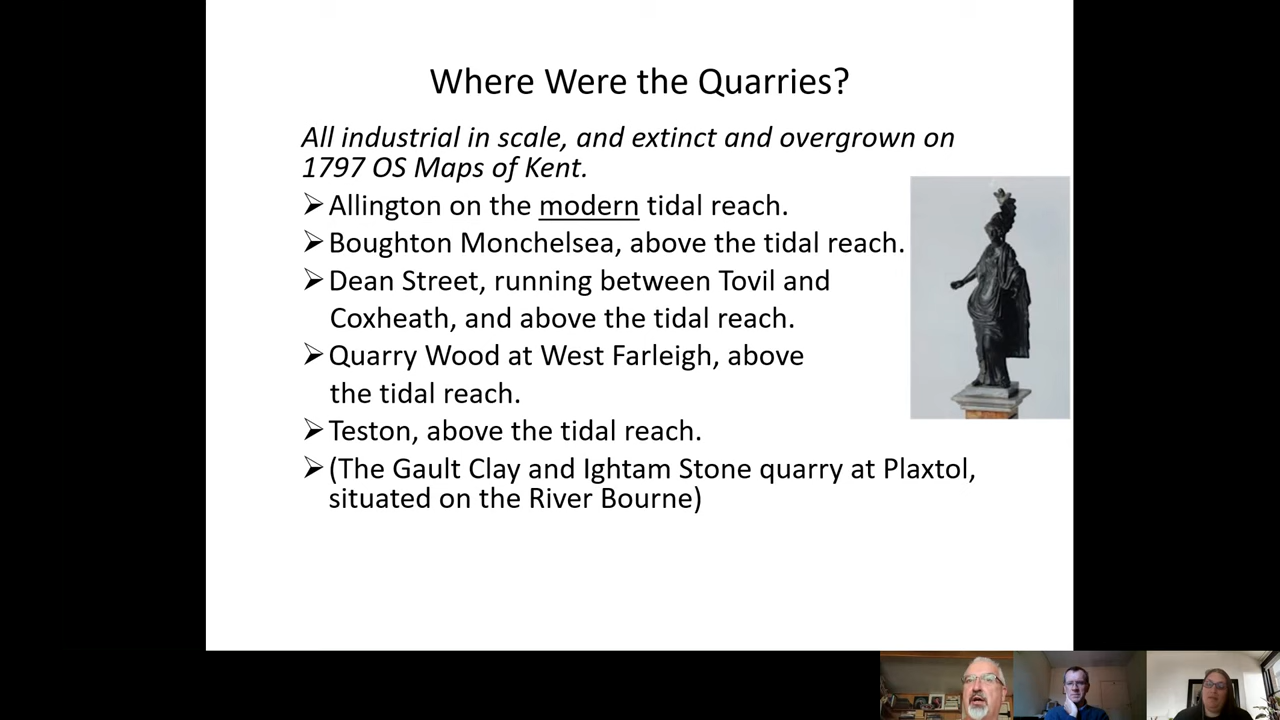 Where Were the Quarries?
All industrial in scale, and extinct and overgrown on
1797 OS Maps of Kent.
➢Allington on the modern tidal reach.
➢Boughton Monchelsea, above the tidal reach.
➢Dean Street, running between Tovil and
Coxheath, and above the tidal reach.
➢Quarry Wood at West Farleigh, above
the tidal reach.
➢Teston, above the tidal reach.
➢(The Gault Clay and Ightam Stone quarry at Plaxtol,
situated on the River Bourne)